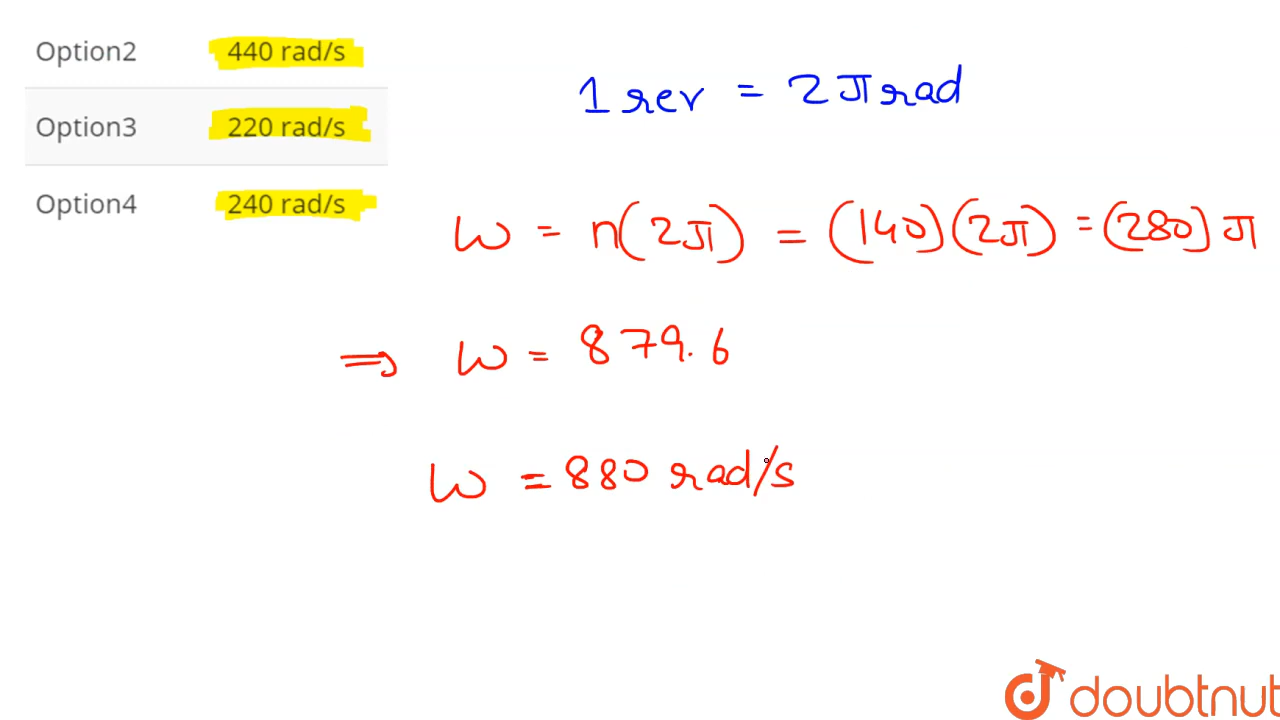 Option2 440 rad/s
1 rev = 2π rad
Option3 220 rad/s
Option4 240 rad/s
ω = n(2π) = (140)(2π) = (280)π
⇒ ω = 879.6
ω = 880 rad/s
doubtnut